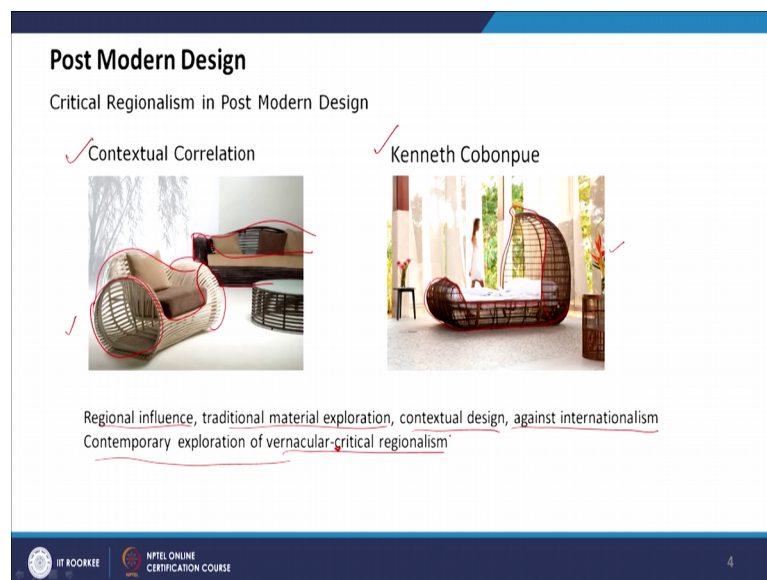 Post Modern Design
Critical Regionalism in Post Modern Design
Contextual Correlation
Kenneth Cobonpue
Regional influence, traditional material exploration, contextual design, against internationalism
Contemporary exploration of vernacular-critical regionalism
IIT ROORKEE
NPTEL ONLINE
CERTIFICATION COURSE
4